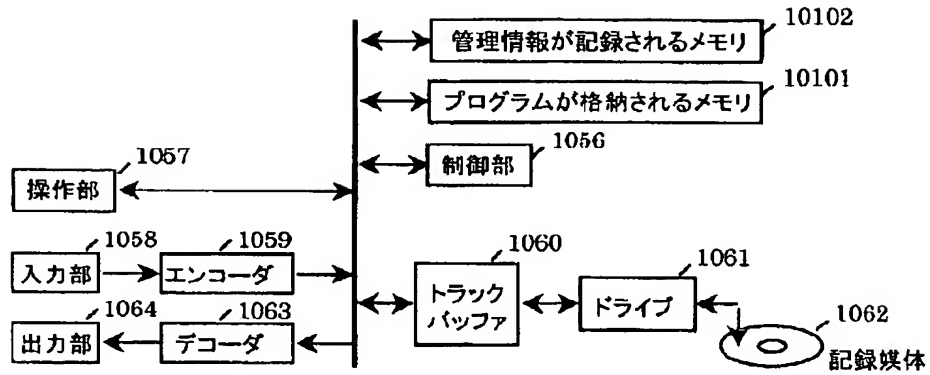 10102
管理情報が記録されるメモリ
10101
プログラムが格納されるメモリ
1056
制御部
1057
操作部
1058
入力部
1059
エンコーダ
1064
出力部
1063
デコーダ
1060
トラック
バッファ
1061
ドライブ
1062
記録媒体